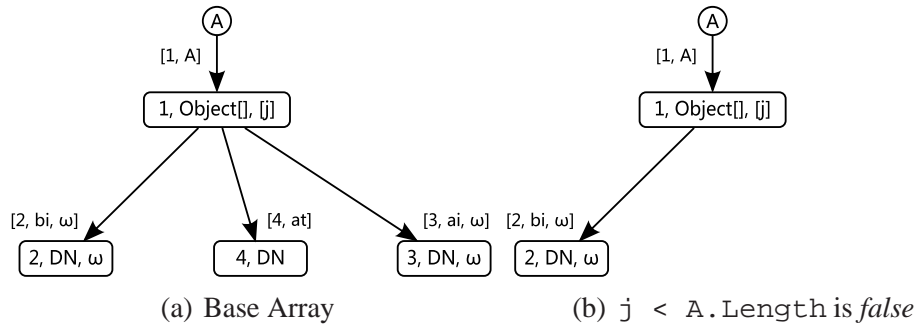 A
A
[1, A]
[1, A]
1, Object[], [j]
1, Object[], [j]
[2, bi, ω]
[4, at]
[3, ai, ω]
[2, bi, ω]
2, DN, ω
4, DN
3, DN, ω
2, DN, ω
(a) Base Array
(b) j < A.Length is false